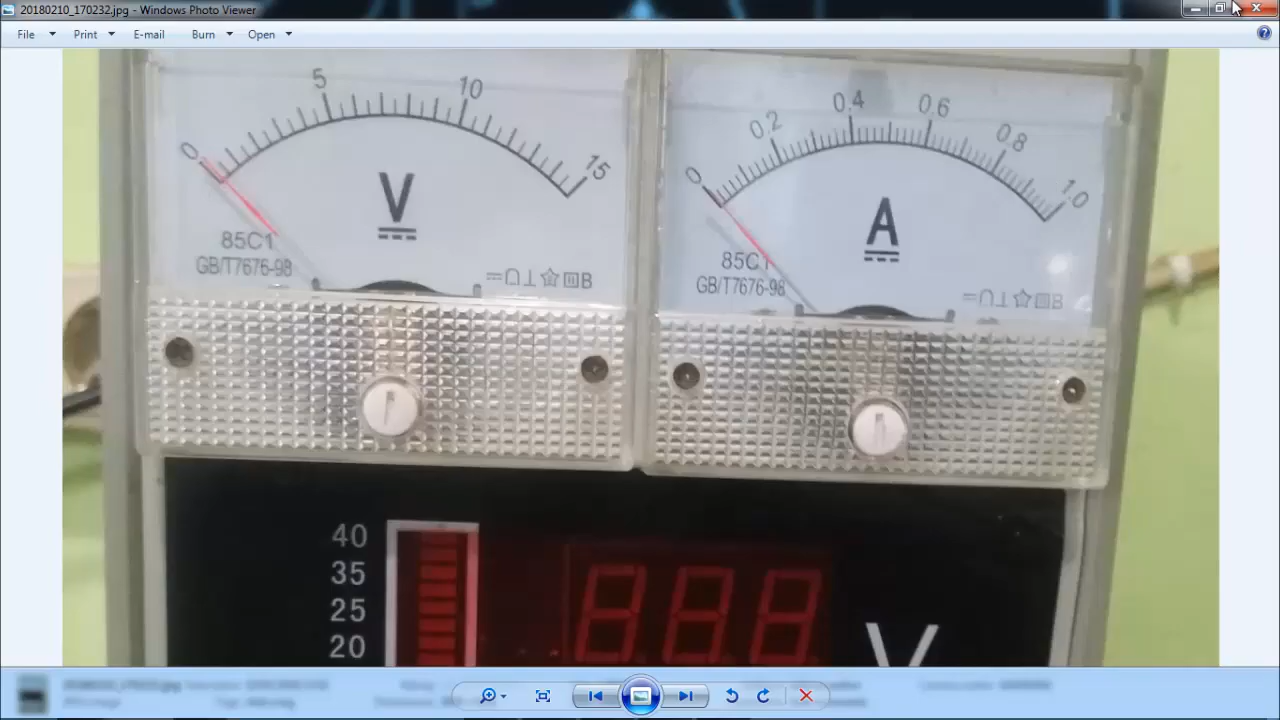 20180210_170232.jpg - Windows Photo Viewer
File Print E-mail Burn Open
0 5 10 15
V
85C1
GB/T7676-98
B
0 0.2 0.4 0.6 0.8 1.0
A
85C1
GB/T7676-98
B
40
35
25
20
888
V